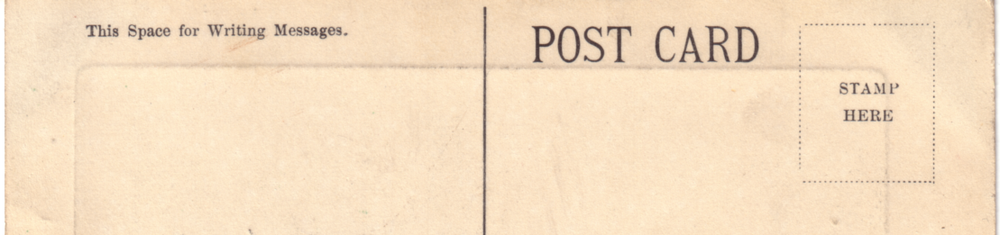 This Space for Writing Messages.
POST CARD
STAMP
HERE